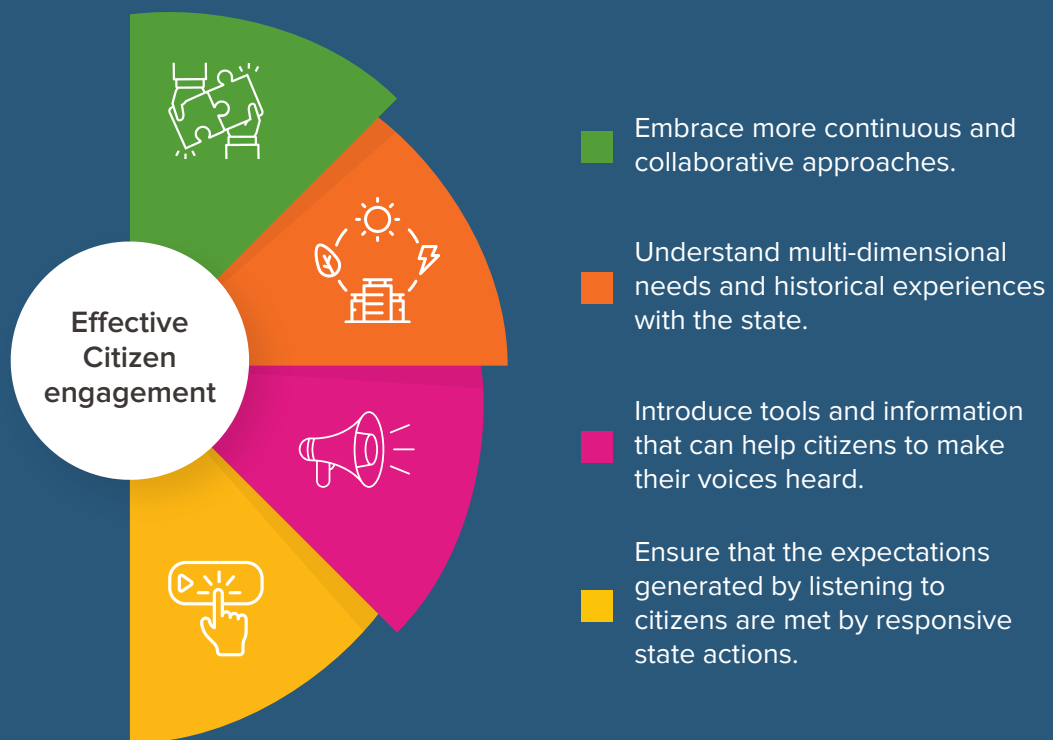 Effective
Citizen
engagement
Embrace more continuous and
collaborative approaches.
Understand multi-dimensional
needs and historical experiences
with the state.
Introduce tools and information
that can help citizens to make
their voices heard.
Ensure that the expectations
generated by listening to
citizens are met by responsive
state actions.